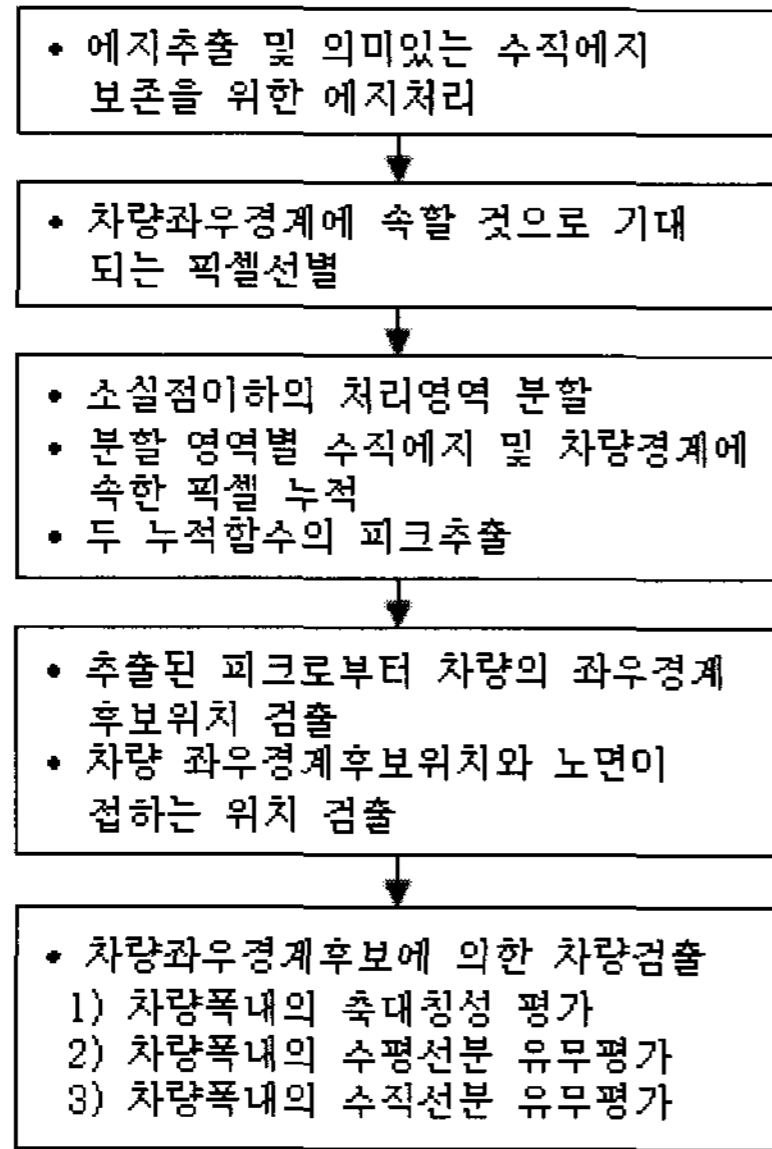 • 에지추출 및 의미있는 수직에지
보존을 위한 에지처리
• 차량좌우경계에 속할 것으로 기대
되는 픽셀선별
• 소실점이하의 처리영역 분할
• 분할 영역별 수직에지 및 차량경계에
속한 픽셀 누적
• 두 누적함수의 피크추출
• 추출된 피크로부터 차량의 좌우경계
후보위치 검출
• 차량 좌우경계후보위치와 노면이
접하는 위치 검출
• 차량좌우경계후보에 의한 차량검출
1) 차량폭내의 축대칭성 평가
2) 차량폭내의 수평선분 유무평가
3) 차량폭내의 수직선분 유무평가